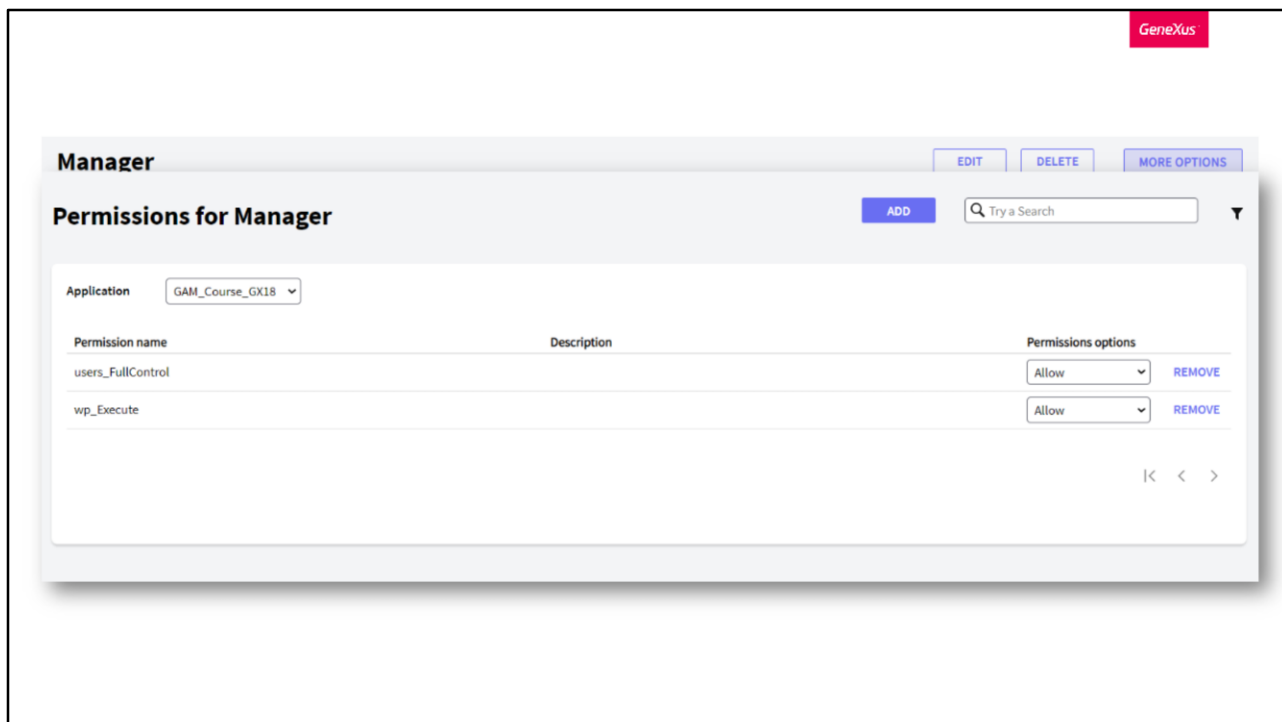 GeneXus
Manager EDIT DELETE MORE OPTIONS
Permissions for Manager ADD Try a Search
Application GAM_Course_GX18
Permission name Description Permissions options
users_FullControl Allow REMOVE
wp_Execute Allow REMOVE